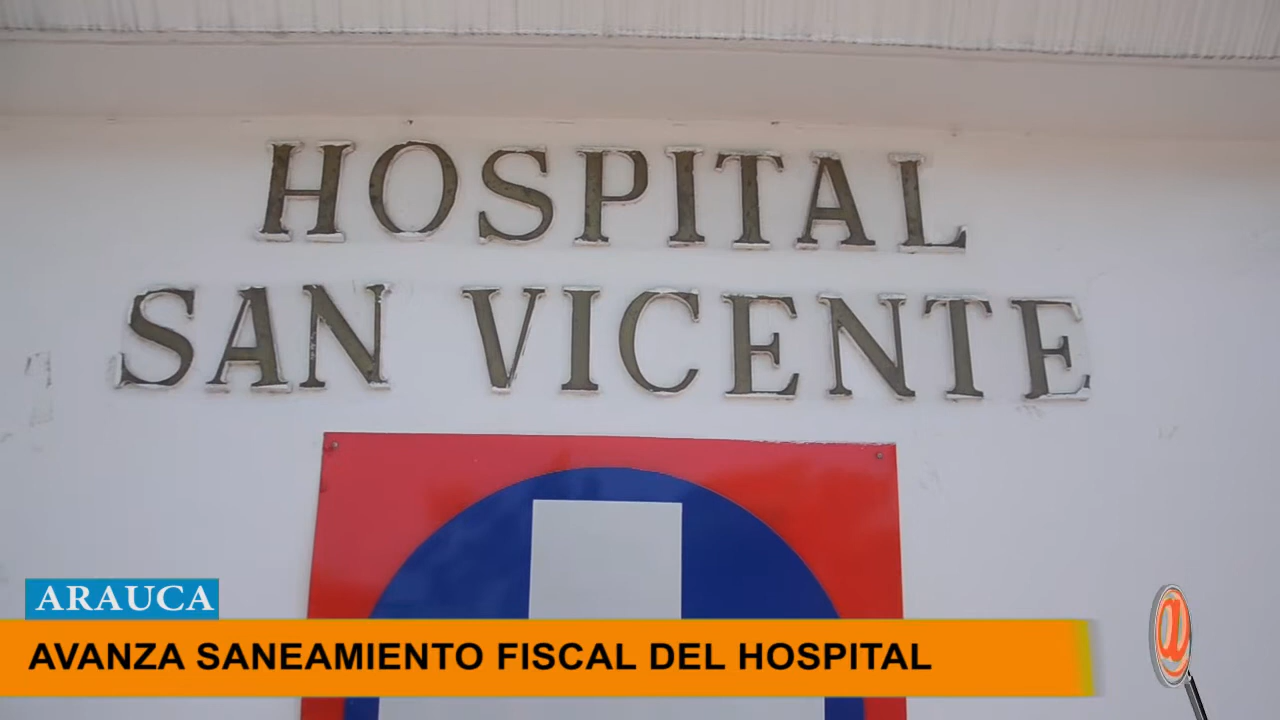 HOSPITAL
SAN VICENTE
ARAUCA
AVANZA SANEAMIENTO FISCAL DEL HOSPITAL
@